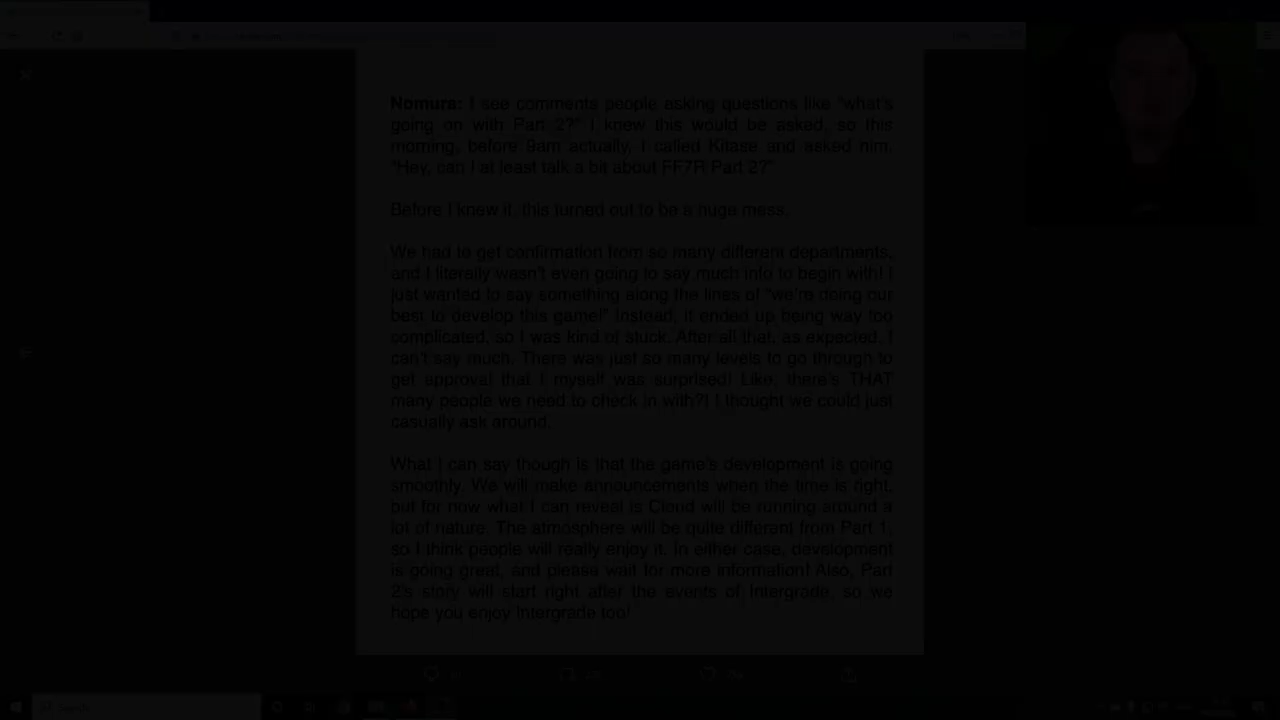 Nomura: I see comments people asking questions like "what's
going on with Part 2?" I knew this would be asked, so this
morning, before 9am actually, I called Kitase and asked him,
"Hey, can I at least talk a bit about FF7R Part 2?"
Before I knew it, this turned out to be a huge mess.
We had to get confirmation from so many different departments,
and I literally wasn't even going to say much info to begin with! I
just wanted to say something along the lines of "we're doing our
best to develop this game!" Instead, it ended up being way too
complicated, so I was kind of stuck. After all that, as expected, I
can't say much. There was just so many levels to go through to
get approval that I myself was surprised! Like, there's THAT
many people we need to check in with?! I thought we could just
casually ask around.
What I can say though is that the game's development is going
smoothly. We will make announcements when the time is right,
but for now what I can reveal is Cloud will be running around a
lot of nature. The atmosphere will be quite different from Part 1,
so I think people will really enjoy it. In either case, development
is going great, and please wait for more information! Also, Part
2's story will start right after the events of Intergrade, so we
hope you enjoy Intergrade too!
Search